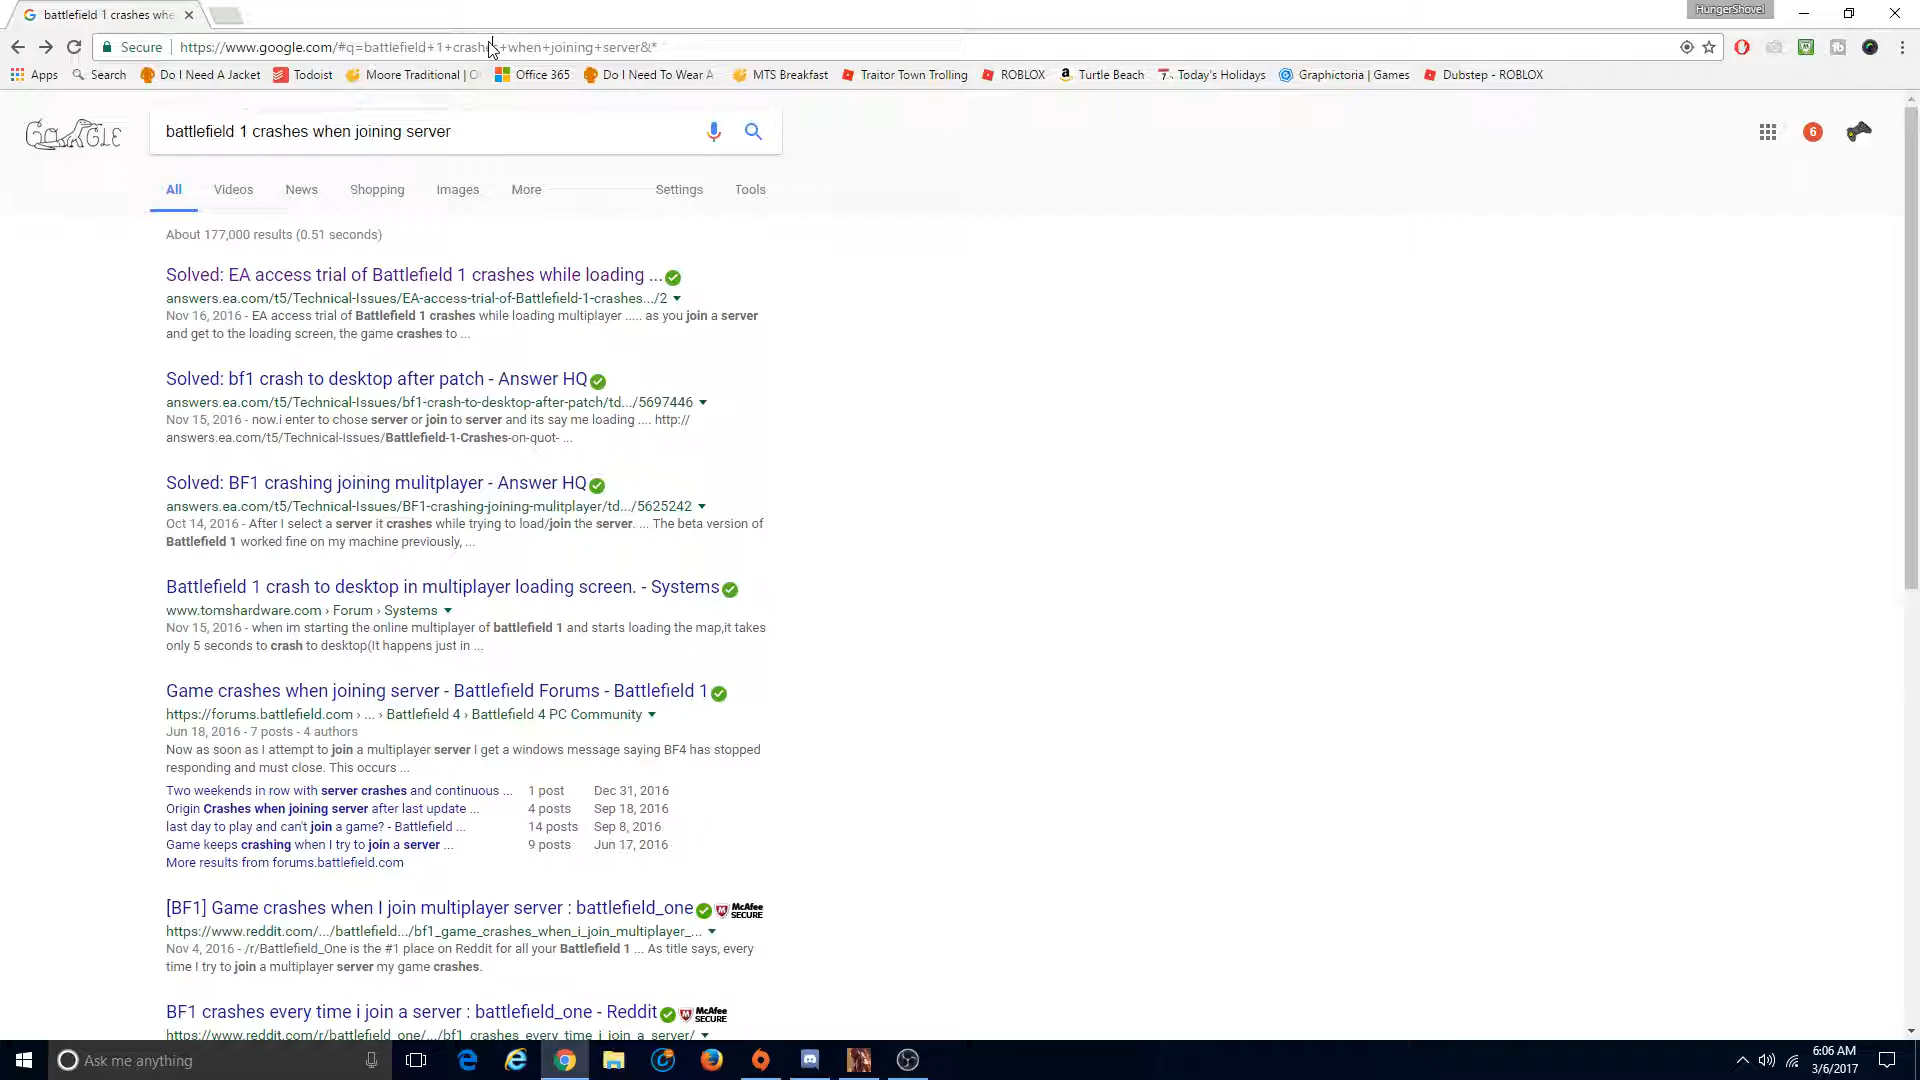 battlefield 1 crashes whe
HungerShovel
Secure https://www.google.com/#q=battlefield+1+crashes+when+joining+server&*
Apps Search Do I Need A Jacket Todoist Moore Traditional | O Office 365 Do I Need To Wear A MTS Breakfast Traitor Town Trolling ROBLOX Turtle Beach Today's Holidays Graphictoria | Games Dubstep - ROBLOX
battlefield 1 crashes when joining server
6
All Videos News Shopping Images More Settings Tools
About 177,000 results (0.51 seconds)
Solved: EA access trial of Battlefield 1 crashes while loading ...
answers.ea.com/t5/Technical-Issues/EA-access-trial-of-Battlefield-1-crashes.../2
Nov 16, 2016 - EA access trial of Battlefield 1 crashes while loading multiplayer ..... as you join a server
and get to the loading screen, the game crashes to ...
Solved: bf1 crash to desktop after patch - Answer HQ
answers.ea.com/t5/Technical-Issues/bf1-crash-to-desktop-after-patch/td.../5697446
Nov 15, 2016 - now.i enter to chose server or join to server and its say me loading .... http://
answers.ea.com/t5/Technical-Issues/Battlefield-1-Crashes-on-quot- ...
Solved: BF1 crashing joining mulitplayer - Answer HQ
answers.ea.com/t5/Technical-Issues/BF1-crashing-joining-mulitplayer/td.../5625242
Oct 14, 2016 - After I select a server it crashes while trying to load/join the server. ... The beta version of
Battlefield 1 worked fine on my machine previously, ...
Battlefield 1 crash to desktop in multiplayer loading screen. - Systems
www.tomshardware.com › Forum › Systems
Nov 15, 2016 - when im starting the online multiplayer of battlefield 1 and starts loading the map,it takes
only 5 seconds to crash to desktop(It happens just in ...
Game crashes when joining server - Battlefield Forums - Battlefield 1
https://forums.battlefield.com › ... › Battlefield 4 › Battlefield 4 PC Community
Jun 18, 2016 - 7 posts - 4 authors
Now as soon as I attempt to join a multiplayer server I get a windows message saying BF4 has stopped
responding and must close. This occurs ...
Two weekends in row with server crashes and continuous ... 1 post Dec 31, 2016
Origin Crashes when joining server after last update ... 4 posts Sep 18, 2016
last day to play and can't join a game? - Battlefield ... 14 posts Sep 8, 2016
Game keeps crashing when I try to join a server ... 9 posts Jun 17, 2016
More results from forums.battlefield.com
[BF1] Game crashes when I join multiplayer server : battlefield_one McAfee SECURE
https://www.reddit.com/.../battlefield.../bf1_game_crashes_when_i_join_multiplayer_...
Nov 4, 2016 - /r/Battlefield_One is the #1 place on Reddit for all your Battlefield 1 ... As title says, every
time I try to join a multiplayer server my game crashes.
BF1 crashes every time i join a server : battlefield_one - Reddit McAfee SECURE
https://www.reddit.com/r/battlefield_one/.../bf1_crashes_every_time_i_join_a_server/
Ask me anything
6:06 AM
3/6/2017